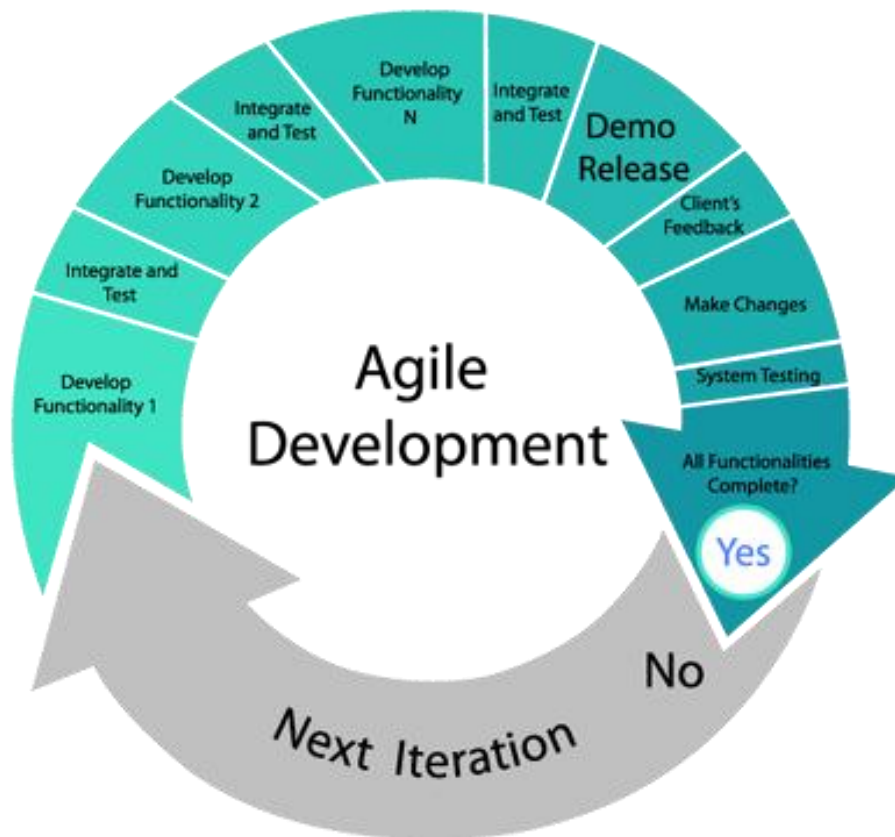 Develop
Functionality 1
Integrate and
Test
Develop
Functionality 2
Integrate
and Test
Develop
Functionality
N
Integrate
and Test
Demo
Release
Client's
Feedback
Make Changes
System Testing
All Functionalities
Complete?
Yes
No
Next Iteration
Agile
Development